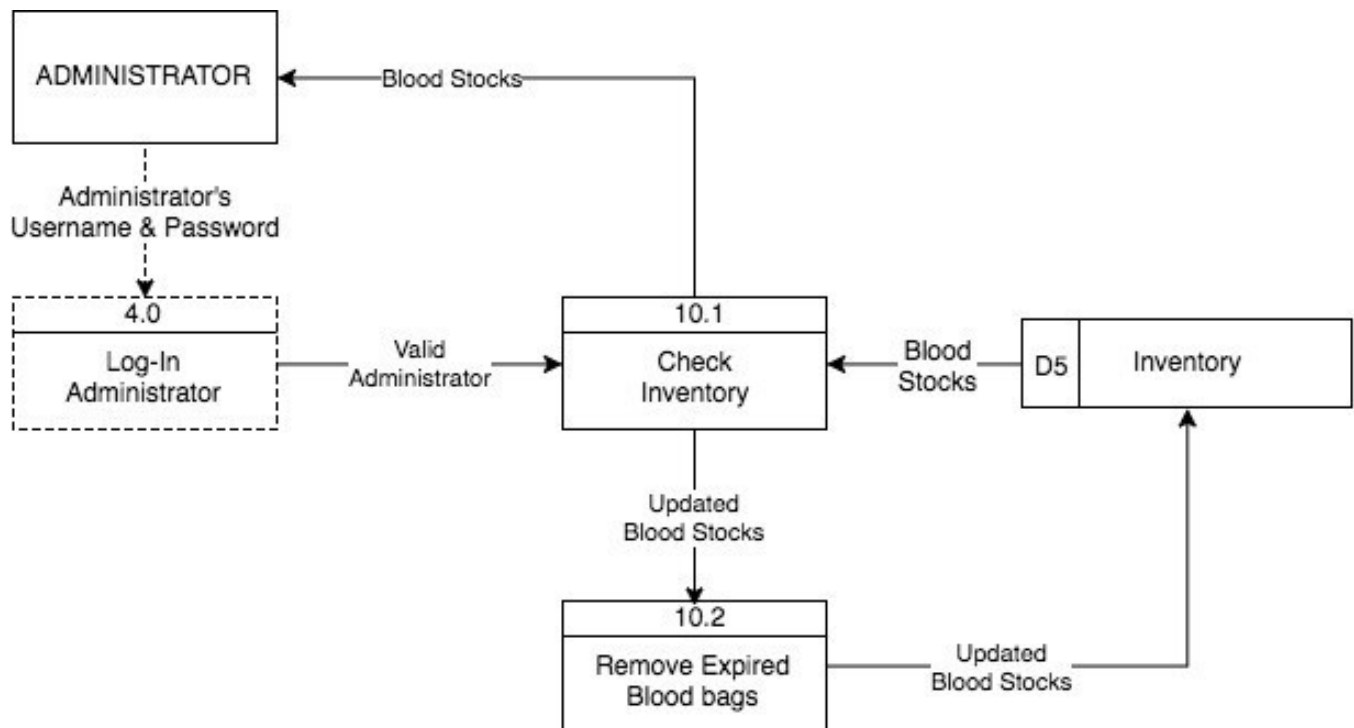 ADMINISTRATOR
Blood Stocks
Administrator's
Username & Password
4.0
Log-In
Administrator
Valid
Administrator
10.1
Check
Inventory
Blood
Stocks
D5
Inventory
Updated
Blood Stocks
10.2
Remove Expired
Blood bags
Updated
Blood Stocks